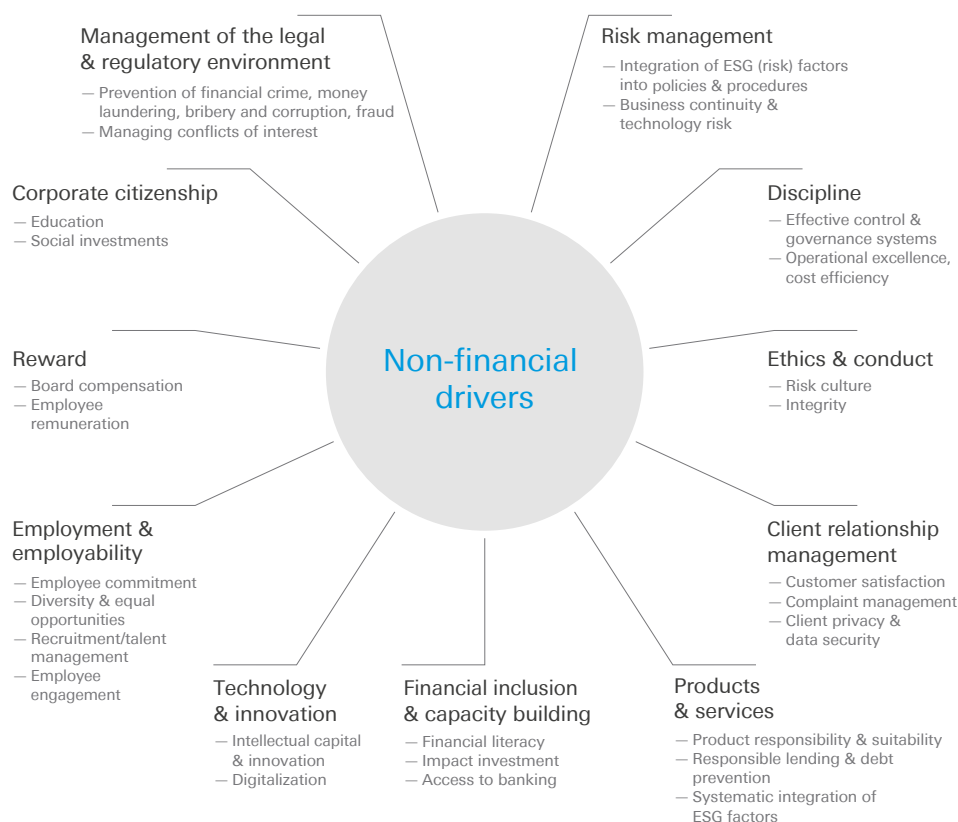 Management of the legal
& regulatory environment
— Prevention of financial crime, money
laundering, bribery and corruption, fraud
— Managing conflicts of interest
Risk management
— Integration of ESG (risk) factors
into policies & procedures
— Business continuity &
technology risk
Corporate citizenship
— Education
— Social investments
Discipline
— Effective control &
governance systems
— Operational excellence,
cost efficiency
Non-financial
drivers
Reward
— Board compensation
— Employee
remuneration
Ethics & conduct
— Risk culture
— Integrity
Employment &
employability
— Employee commitment
— Diversity & equal
opportunities
— Recruitment/talent
management
— Employee
engagement
Client relationship
management
— Customer satisfaction
— Complaint management
— Client privacy &
data security
Technology
& innovation
— Intellectual capital
& innovation
— Digitalization
Financial inclusion
& capacity building
— Financial literacy
— Impact investment
— Access to banking
Products
& services
— Product responsibility & suitability
— Responsible lending & debt
prevention
— Systematic integration of
ESG factors